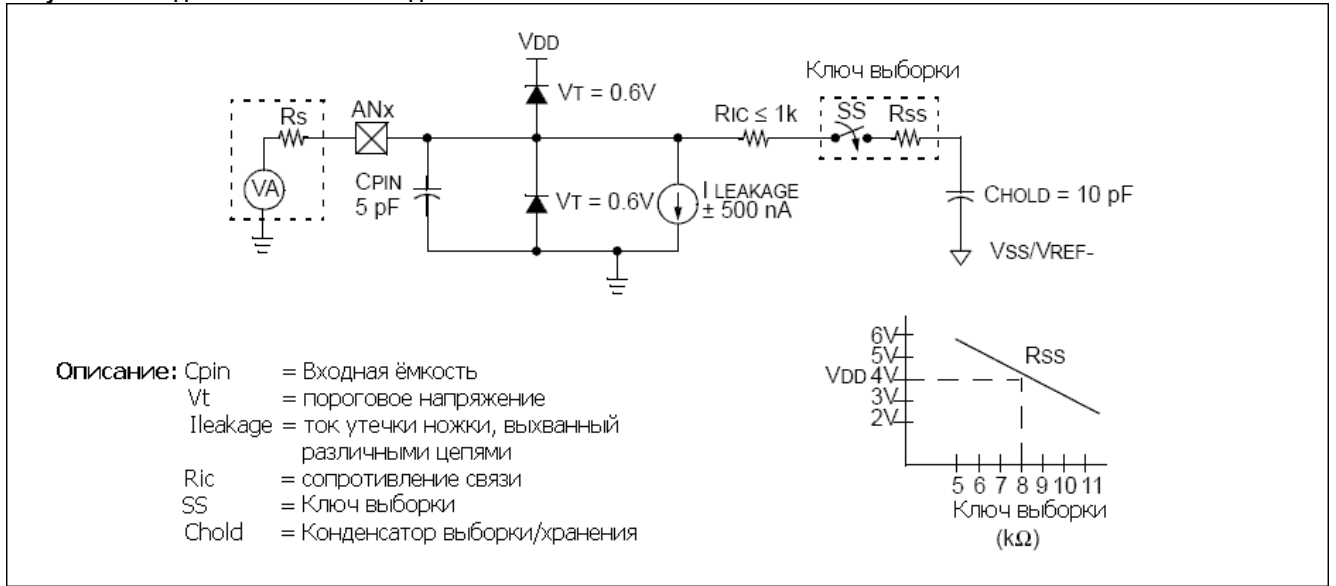 VDD
Ключ выборки
VT = 0.6V
Rs
ANx
RIC ≤ 1k
SS
RSS
VA
CPIN
5 pF
VT = 0.6V
I LEAKAGE
± 500 nA
CHOLD = 10 pF
VSS/VREF-
Описание: Cpin = Входная ёмкость
Vt = пороговое напряжение
Ileakage = ток утечки ножки, выхванный
различными цепями
Ric = сопротивление связи
SS = Ключ выборки
Chold = Конденсатор выборки/хранения
6V
5V
VDD 4V
3V
2V
RSS
5 6 7 8 9 10 11
Ключ выборки
(kΩ)